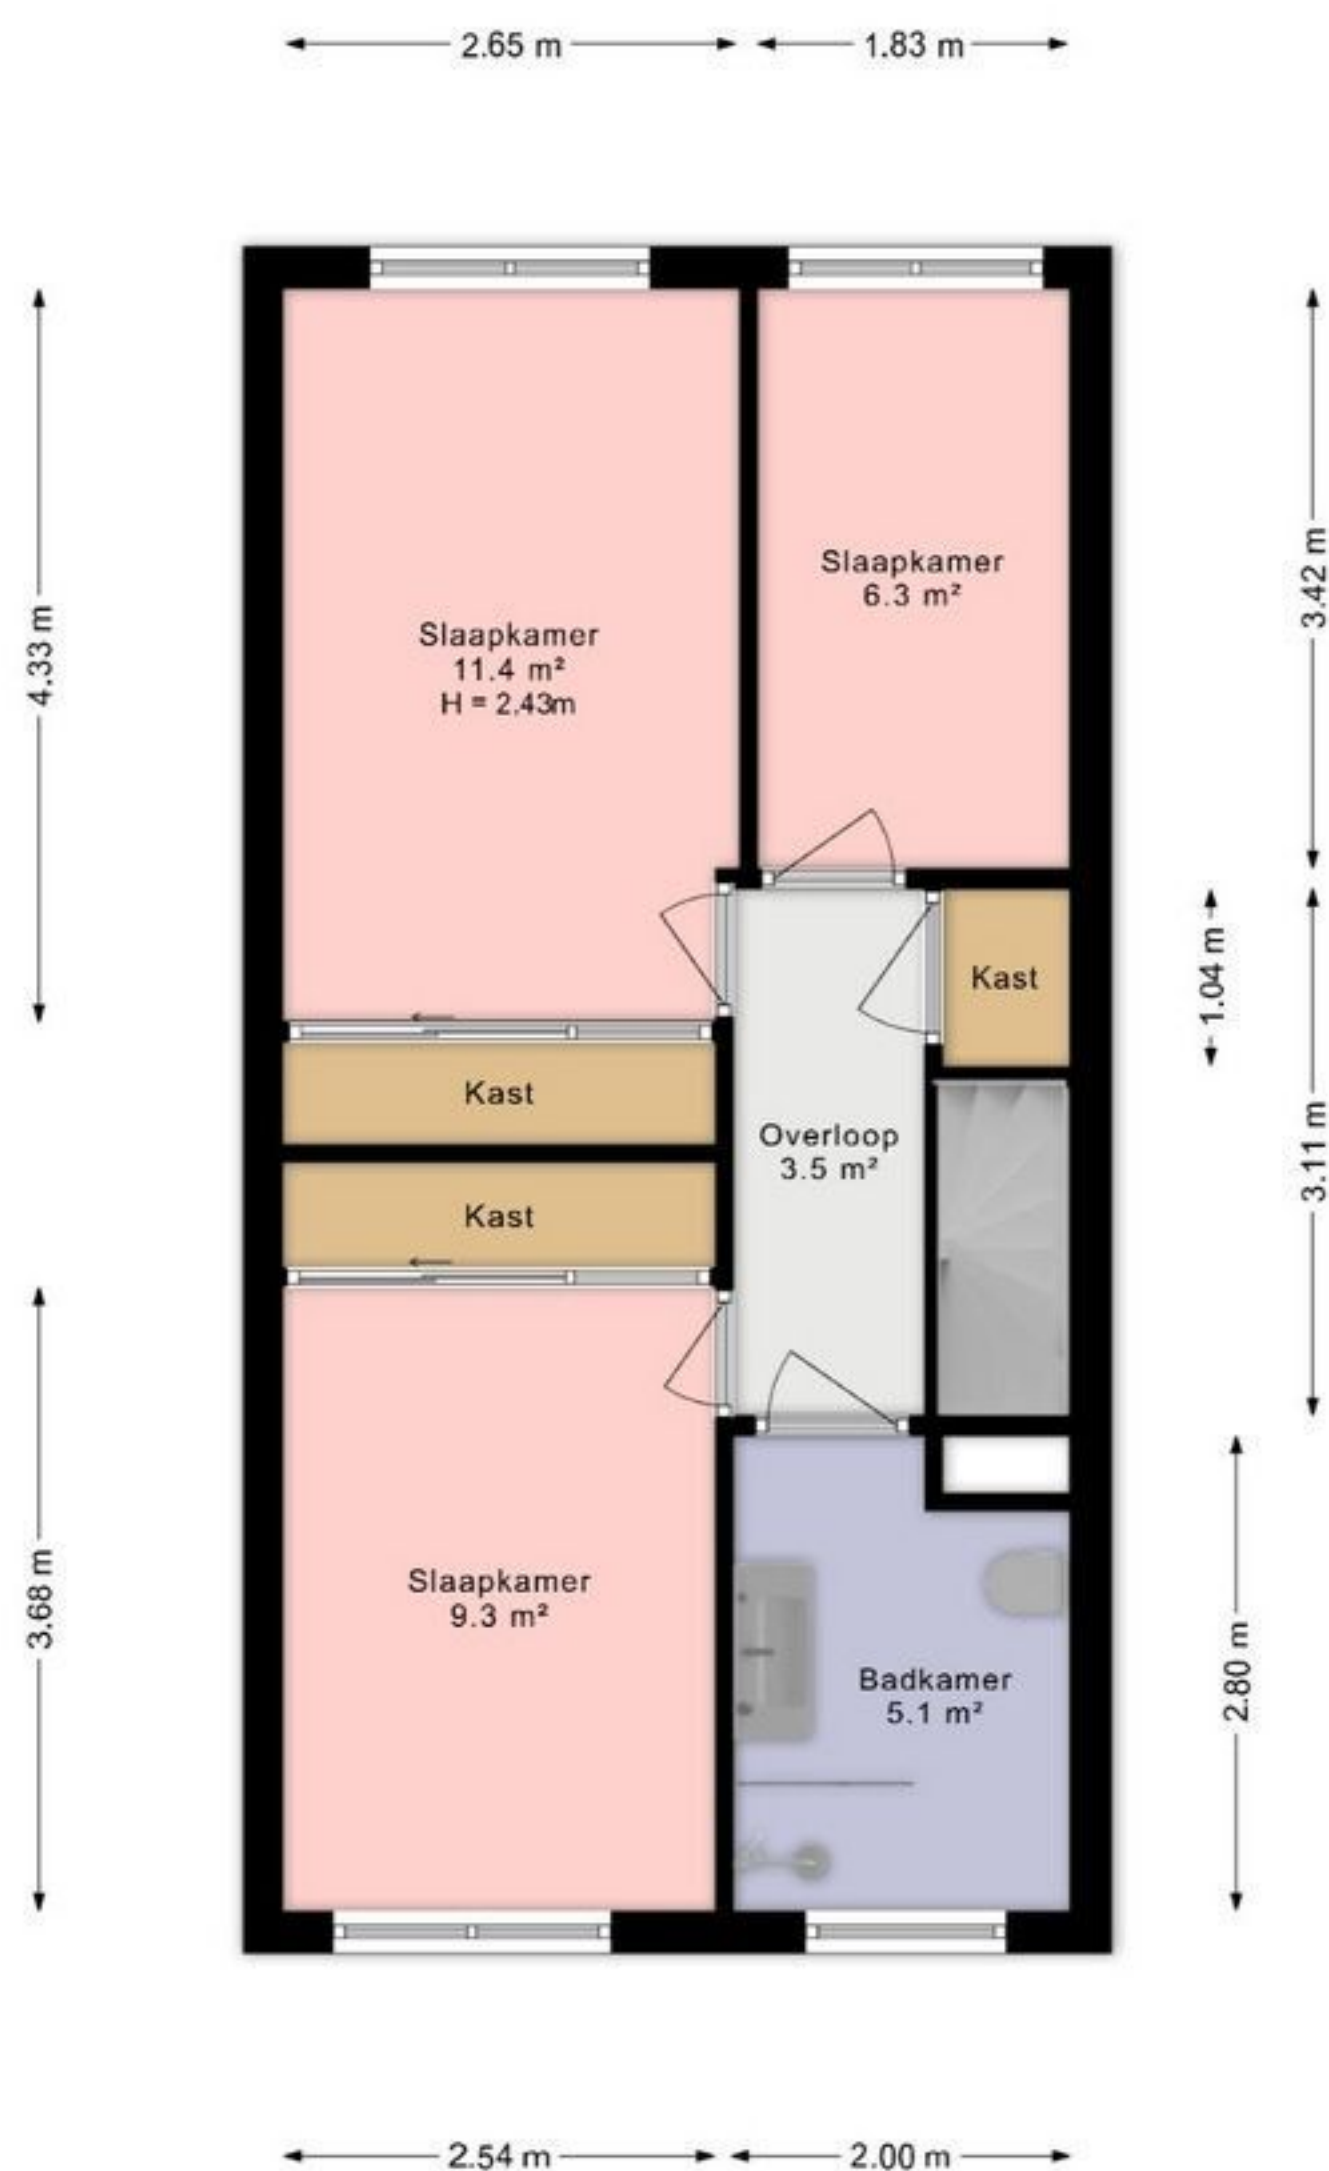 2.65 m
1.83 m
4.33 m
3.42 m
Slaapkamer
6.3 m²
Slaapkamer
11.4 m²
H = 2.43m
Kast
1.04 m
Kast
Overloop
3.5 m²
3.11 m
Kast
Slaapkamer
9.3 m²
3.68 m
Badkamer
5.1 m²
2.80 m
2.54 m
2.00 m